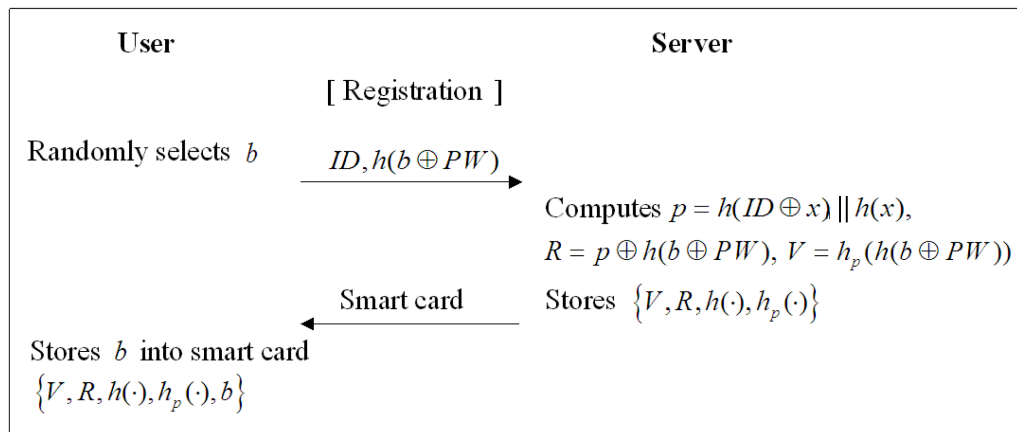 User Server
[ Registration ]
Randomly selects b
ID, h(b ⊕ PW)
Computes p = h(ID ⊕ x) || h(x),
R = p ⊕ h(b ⊕ PW), V = h_p(h(b ⊕ PW))
Smart card Stores {V, R, h(·), h_p(·)}
Stores b into smart card
{V, R, h(·), h_p(·), b}